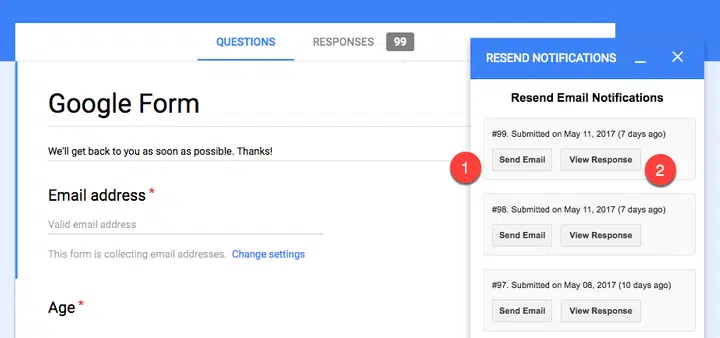 QUESTIONS RESPONSES 99
Google Form
We'll get back to you as soon as possible. Thanks!
Email address *
Valid email address
This form is collecting email addresses. Change settings
Age *
RESEND NOTIFICATIONS
Resend Email Notifications
#99. Submitted on May 11, 2017 (7 days ago)
1 Send Email View Response 2
#98. Submitted on May 11, 2017 (7 days ago)
Send Email View Response
#97. Submitted on May 08, 2017 (10 days ago)
Send Email View Response